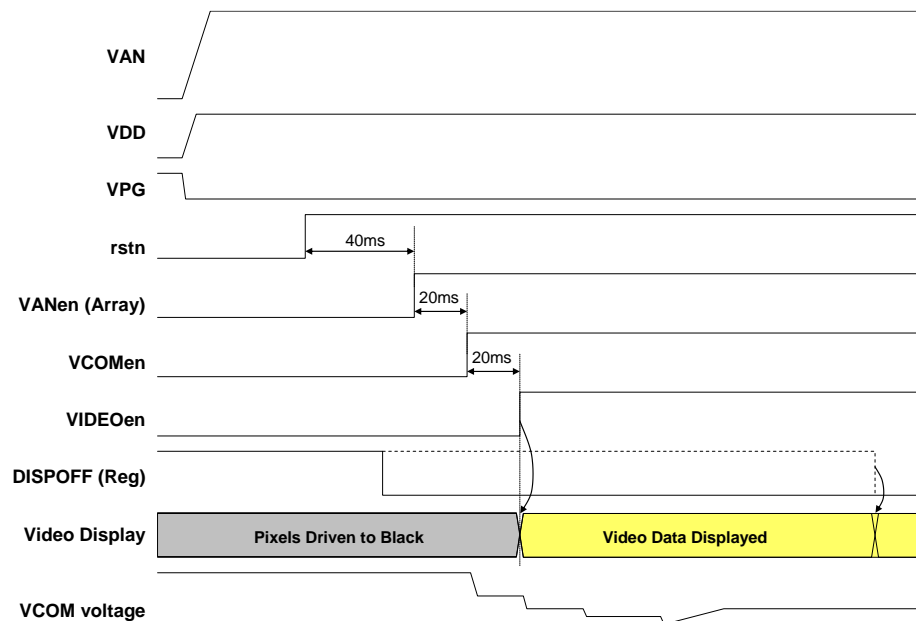 VAN
VDD
VPG
rstn
40ms
VANen (Array)
20ms
VCOMen
20ms
VIDEOen
DISPOFF (Reg)
Video Display
Pixels Driven to Black
Video Data Displayed
VCOM voltage